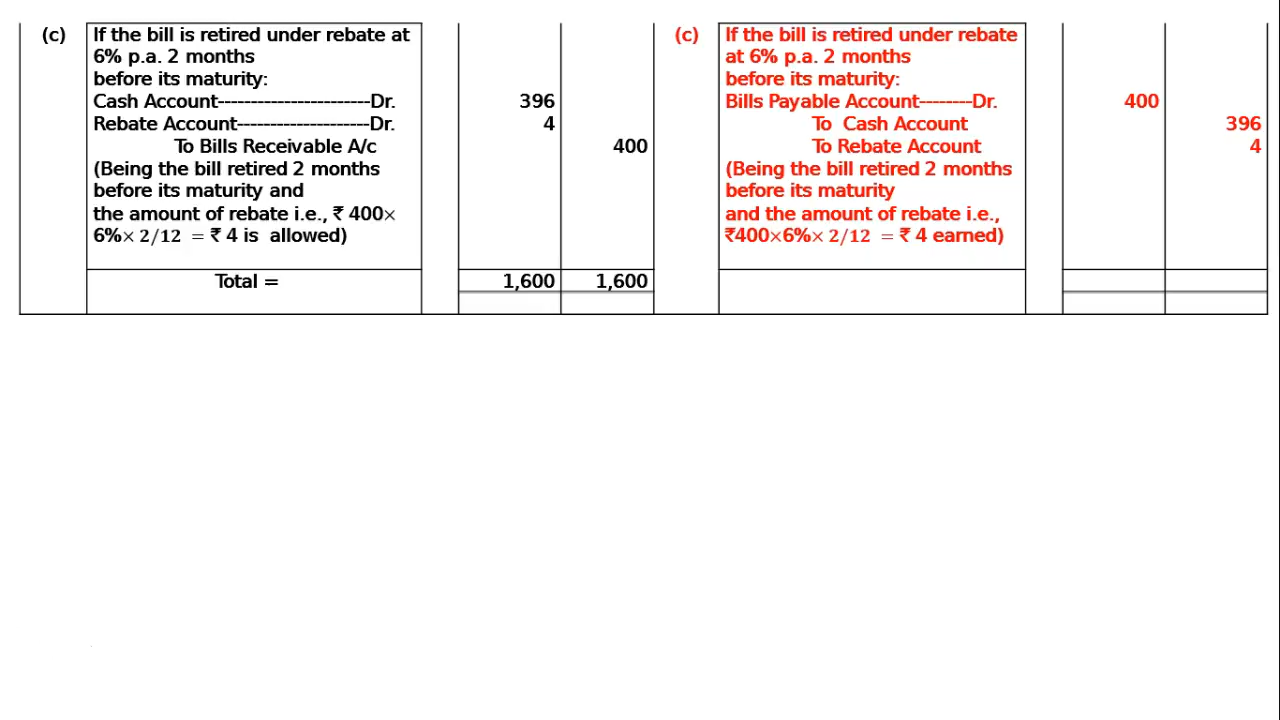 (c) If the bill is retired under rebate at
6% p.a. 2 months
before its maturity:
Cash Account-----------------------Dr. 396
Rebate Account--------------------Dr. 4
To Bills Receivable A/c 400
(Being the bill retired 2 months
before its maturity and
the amount of rebate i.e., ₹ 400×
6%× 2/12 = ₹ 4 is allowed)
Total = 1,600 1,600
(c) If the bill is retired under rebate
at 6% p.a. 2 months
before its maturity:
Bills Payable Account--------Dr. 400
To Cash Account 396
To Rebate Account 4
(Being the bill retired 2 months
before its maturity
and the amount of rebate i.e.,
₹400×6%× 2/12 = ₹ 4 earned)